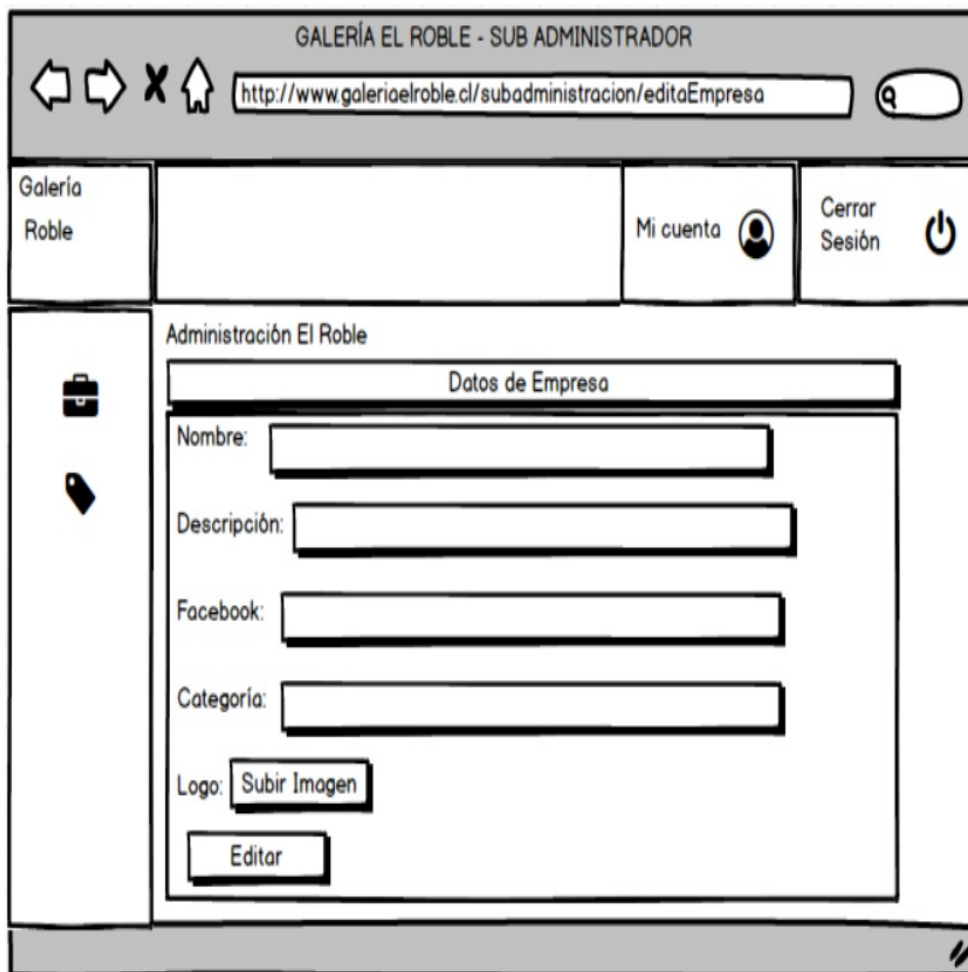 GALERÍA EL ROBLE - SUB ADMINISTRADOR
http://www.galeriaelroble.cl/subadministracion/editaEmpresa
Galería
Roble
Mi cuenta
Cerrar
Sesión
Administración El Roble
Datos de Empresa
Nombre:
Descripción:
Facebook:
Categoría:
Logo:
Subir Imagen
Editar